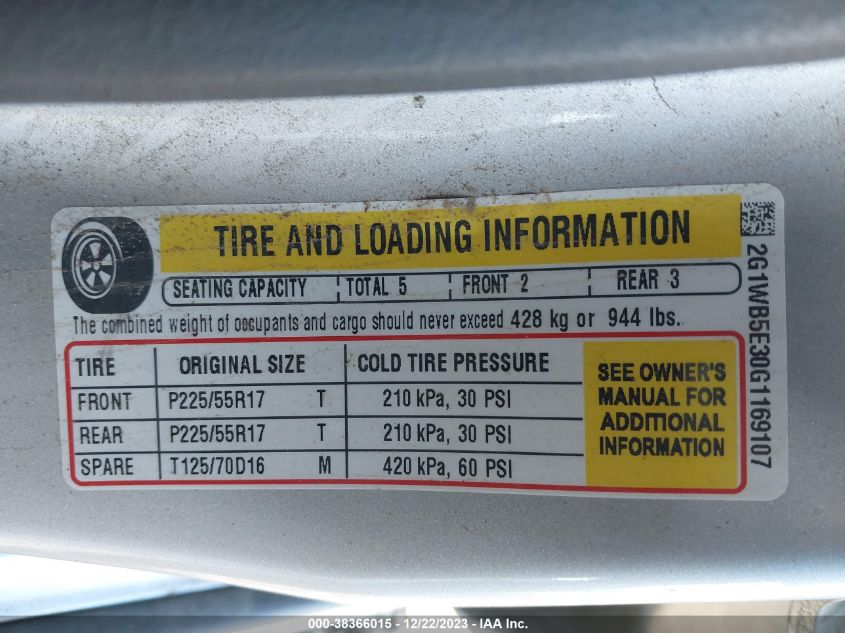 TIRE AND LOADING INFORMATION
SEATING CAPACITY TOTAL 5 FRONT 2 REAR 3
The combined weight of occupants and cargo should never exceed 428 kg or 944 lbs.
TIRE ORIGINAL SIZE COLD TIRE PRESSURE
FRONT P225/55R17 T 210 kPa, 30 PSI
REAR P225/55R17 T 210 kPa, 30 PSI
SPARE T125/70D16 M 420 kPa, 60 PSI
SEE OWNER'S
MANUAL FOR
ADDITIONAL
INFORMATION
2G1WB5E30G1169107
000-38366015 - 12/22/2023 - IAA Inc.